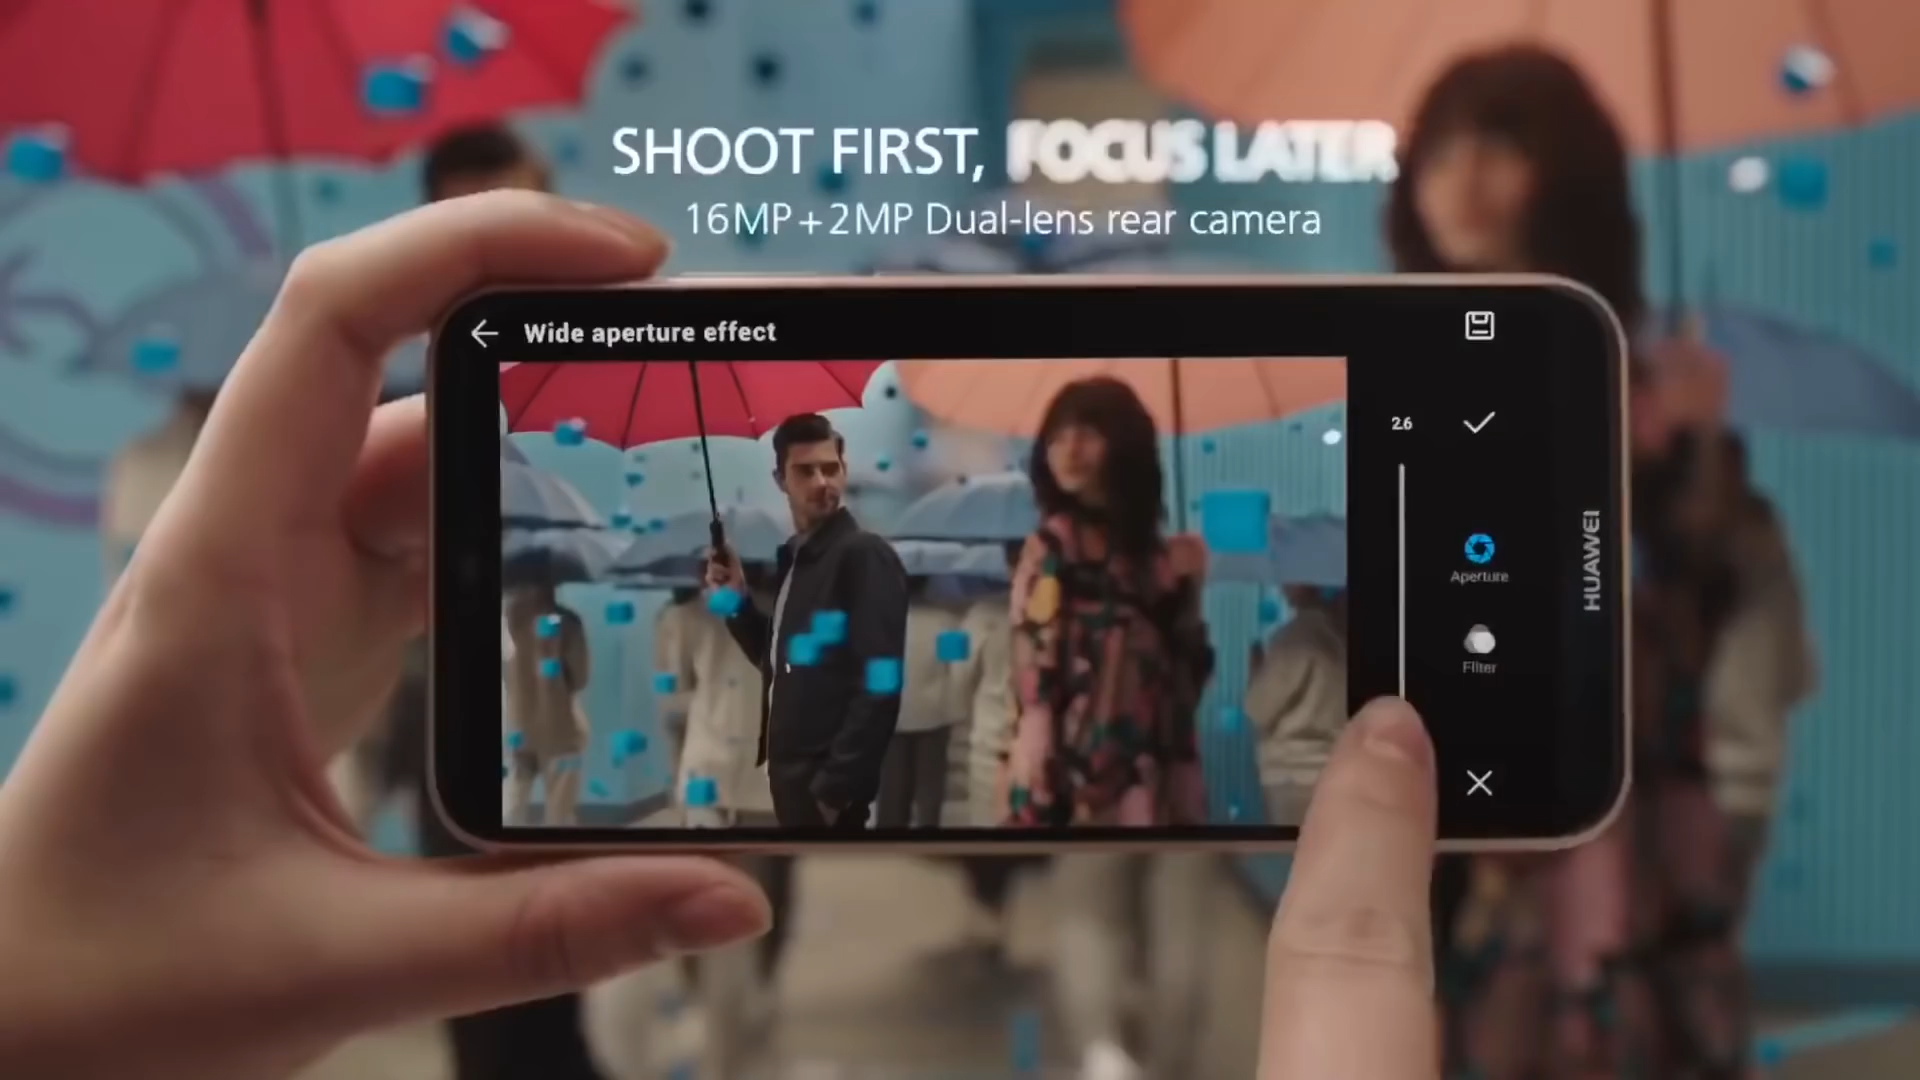 SHOOT FIRST, FOCUS LATER
16MP+2MP Dual-lens rear camera
Wide aperture effect
2.6
Aperture
Filter
HUAWEI